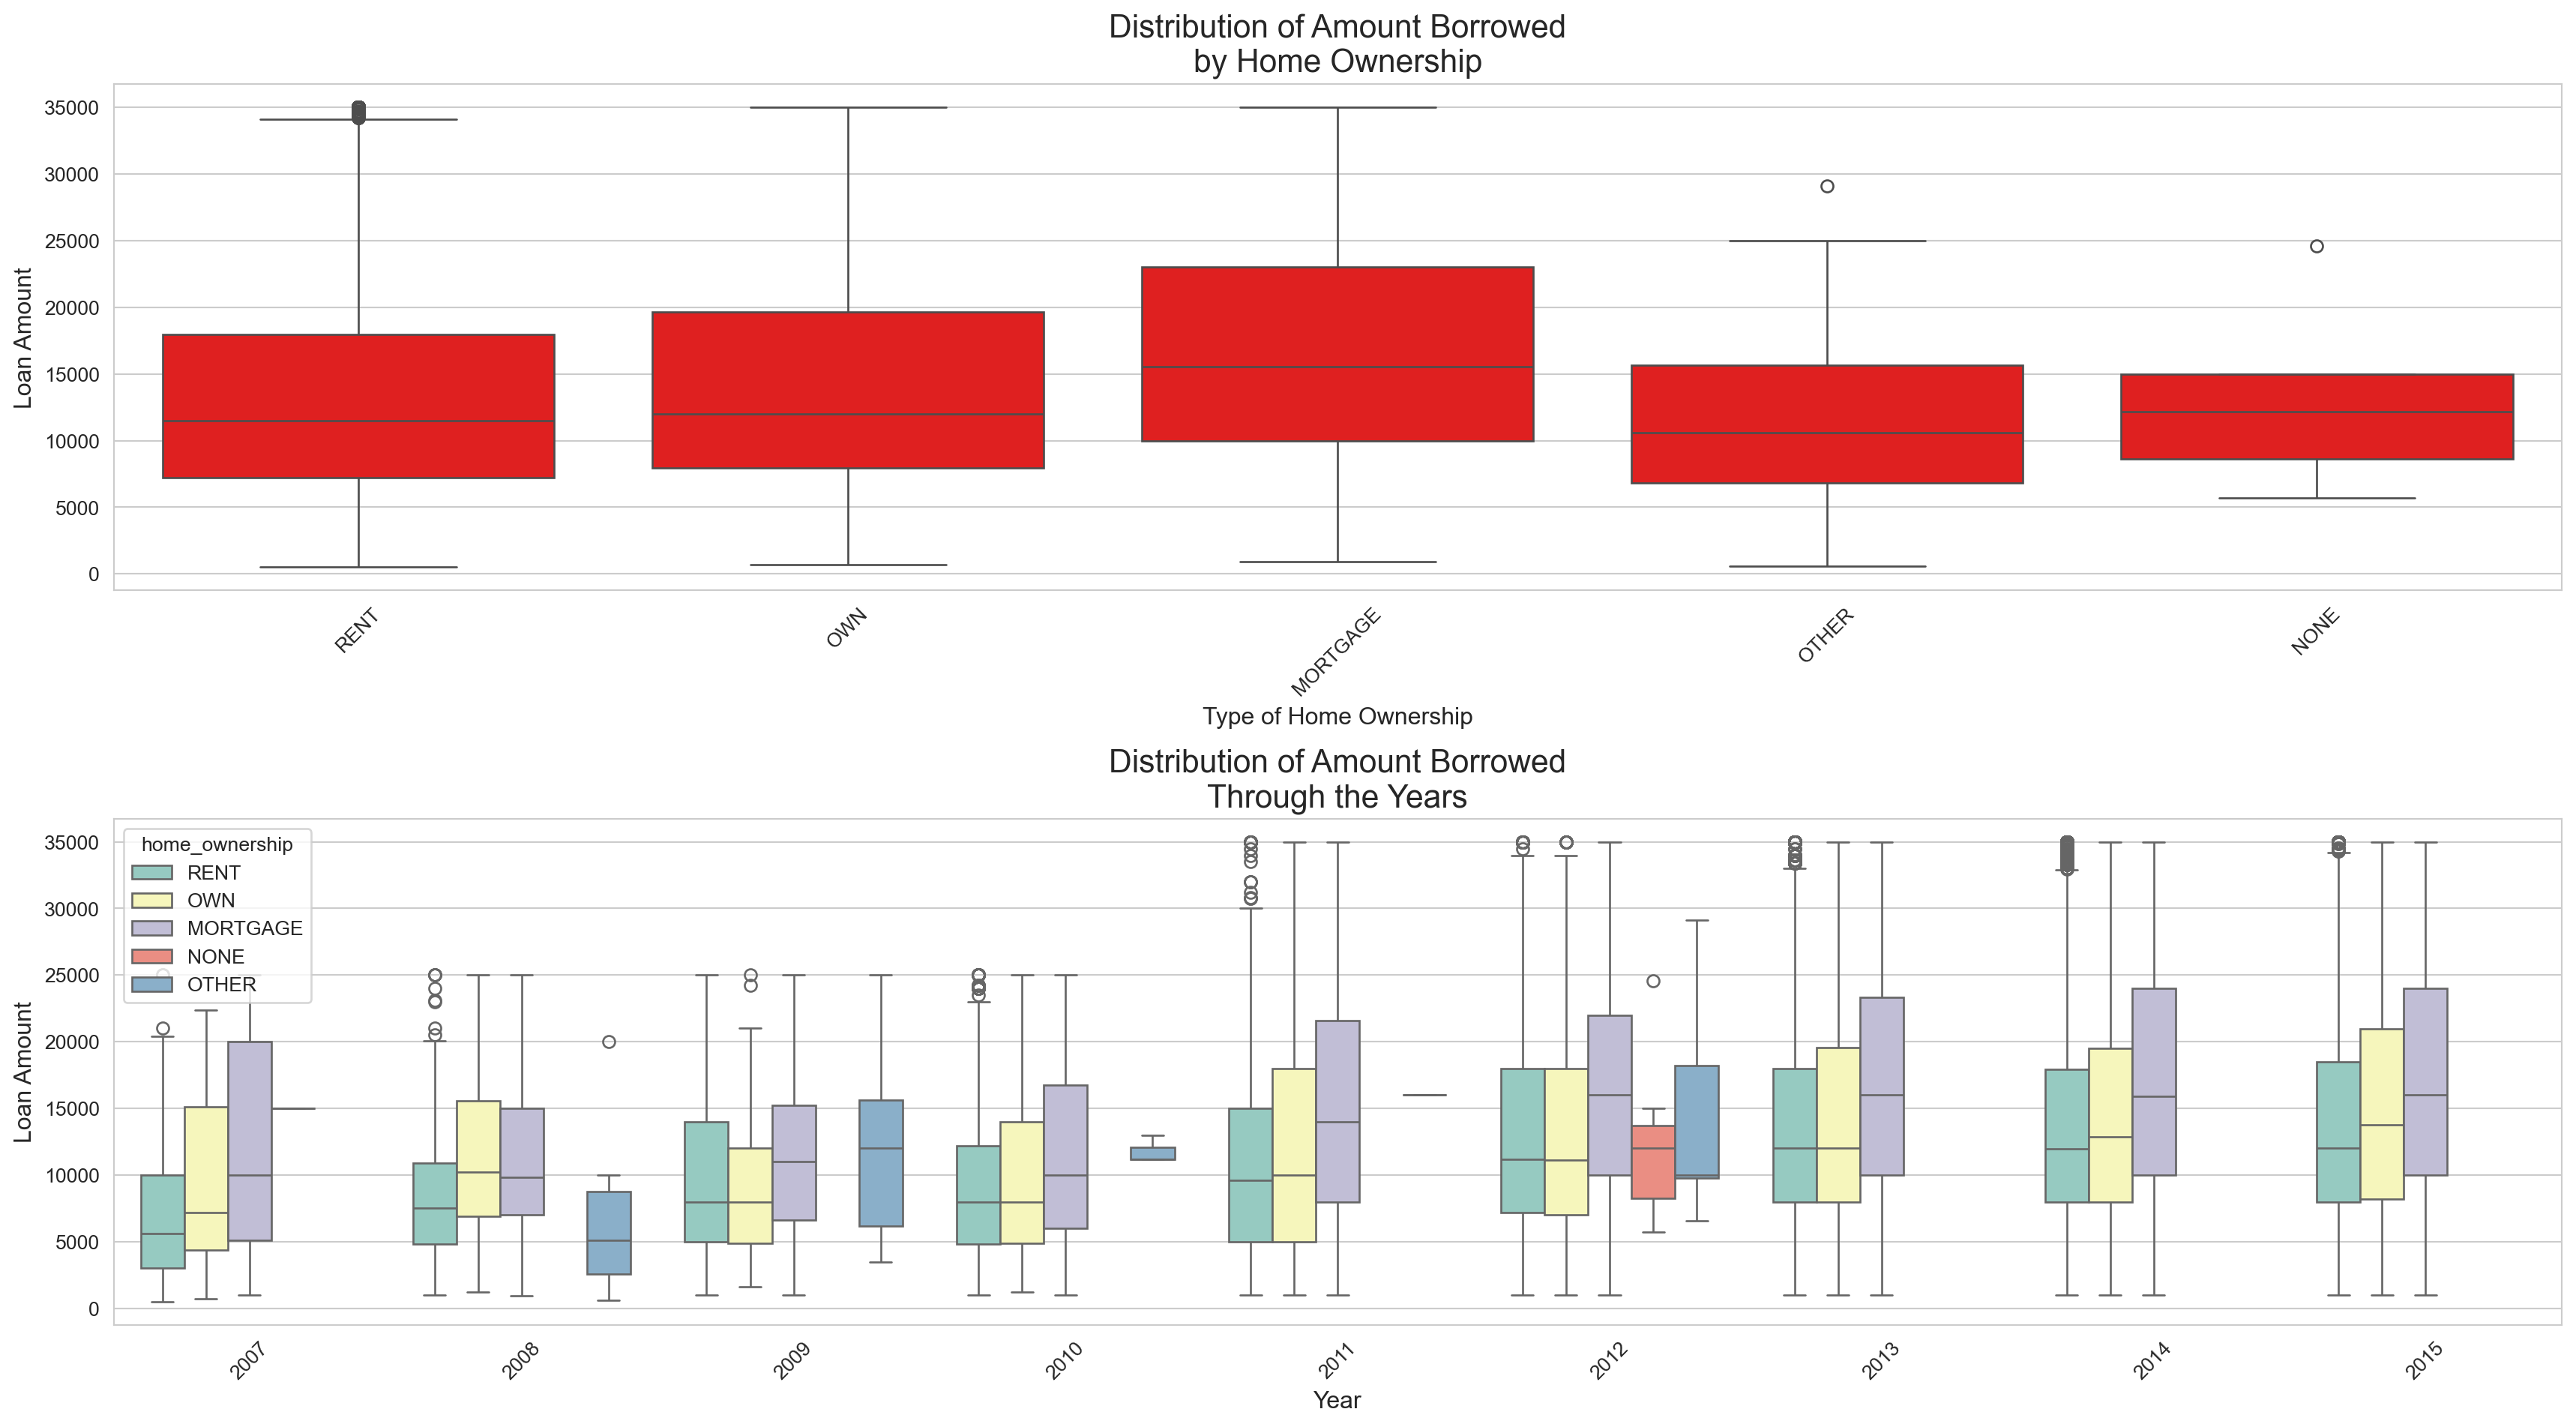 Distribution of Amount Borrowed
by Home Ownership
Loan Amount
35000
30000
25000
20000
15000
10000
5000
0
RENT
OWN
MORTGAGE
OTHER
NONE
Type of Home Ownership
Distribution of Amount Borrowed
Through the Years
Loan Amount
35000
30000
25000
20000
15000
10000
5000
0
home_ownership
RENT
OWN
MORTGAGE
NONE
OTHER
2007
2008
2009
2010
2011
2012
2013
2014
2015
Year